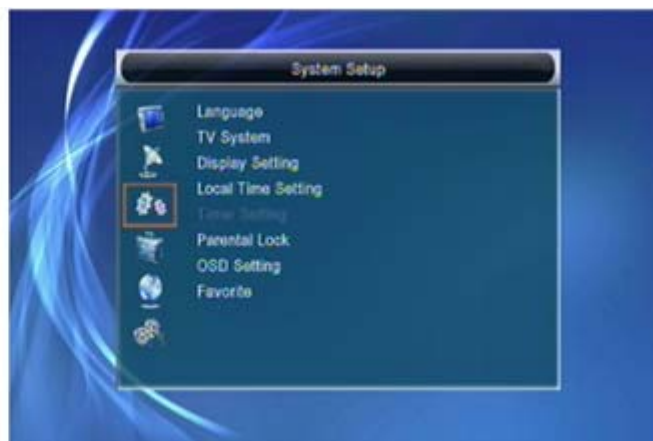 System Setup
Language
TV System
Display Setting
Local Time Setting
Timer Setting
Parental Lock
OSD Setting
Favorite